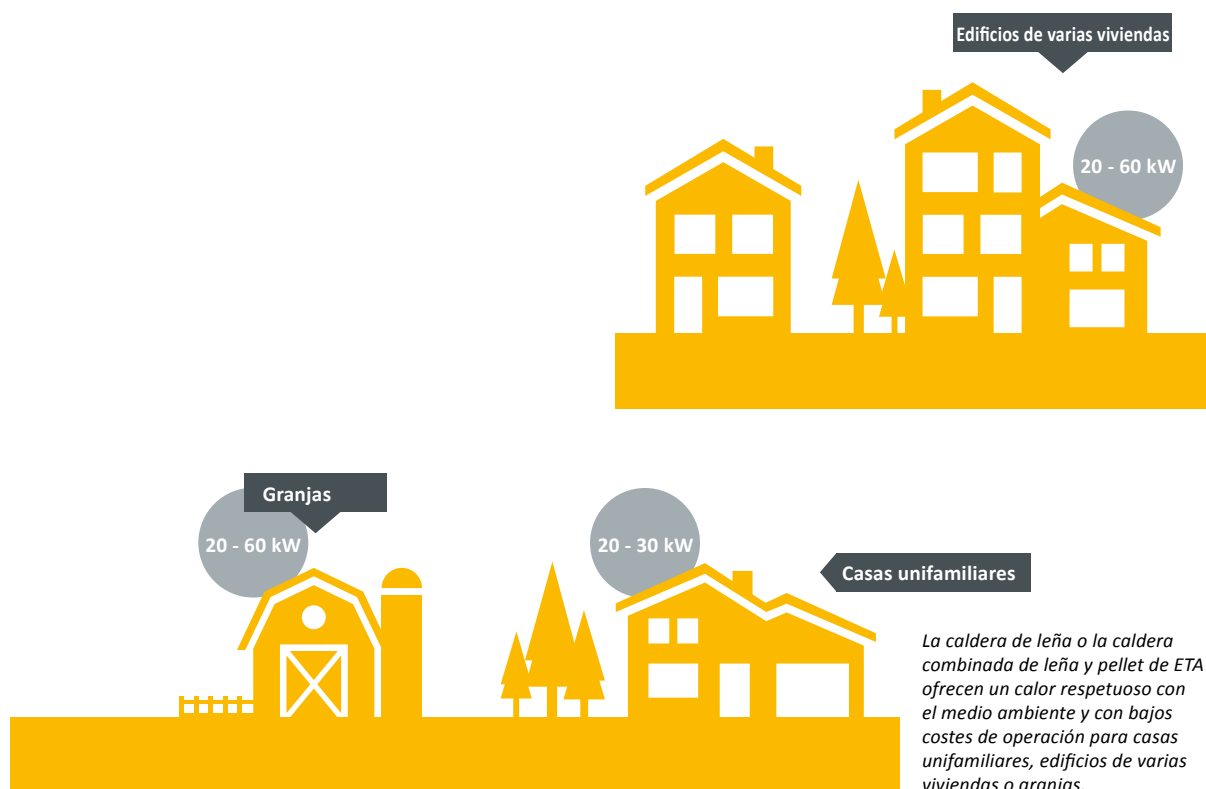 Edificios de varias viviendas
20 - 60 kW
Granjas
20 - 60 kW
20 - 30 kW
Casas unifamiliares
La caldera de leña o la caldera
combinada de leña y pellet de ETA
ofrecen un calor respetuoso con
el medio ambiente y con bajos
costes de operación para casas
unifamiliares, edificios de varias
viviendas o granjas.